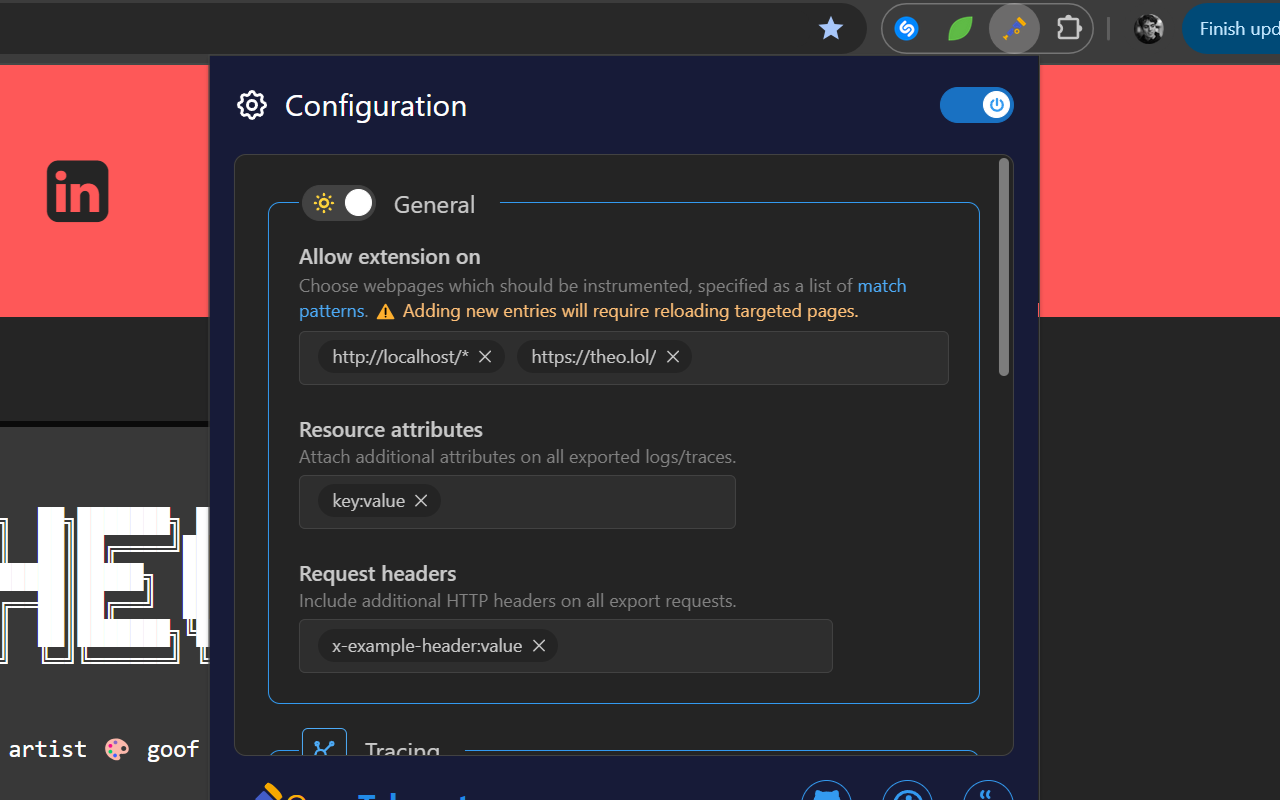 Finish upd
Configuration
in
General
Allow extension on
Choose webpages which should be instrumented, specified as a list of match
patterns. ⚠ Adding new entries will require reloading targeted pages.
http://localhost/* × https://theo.lol/ ×
Resource attributes
Attach additional attributes on all exported logs/traces.
key:value ×
Request headers
Include additional HTTP headers on all export requests.
x-example-header:value ×
HE
artist 🎨 goof
Tracing